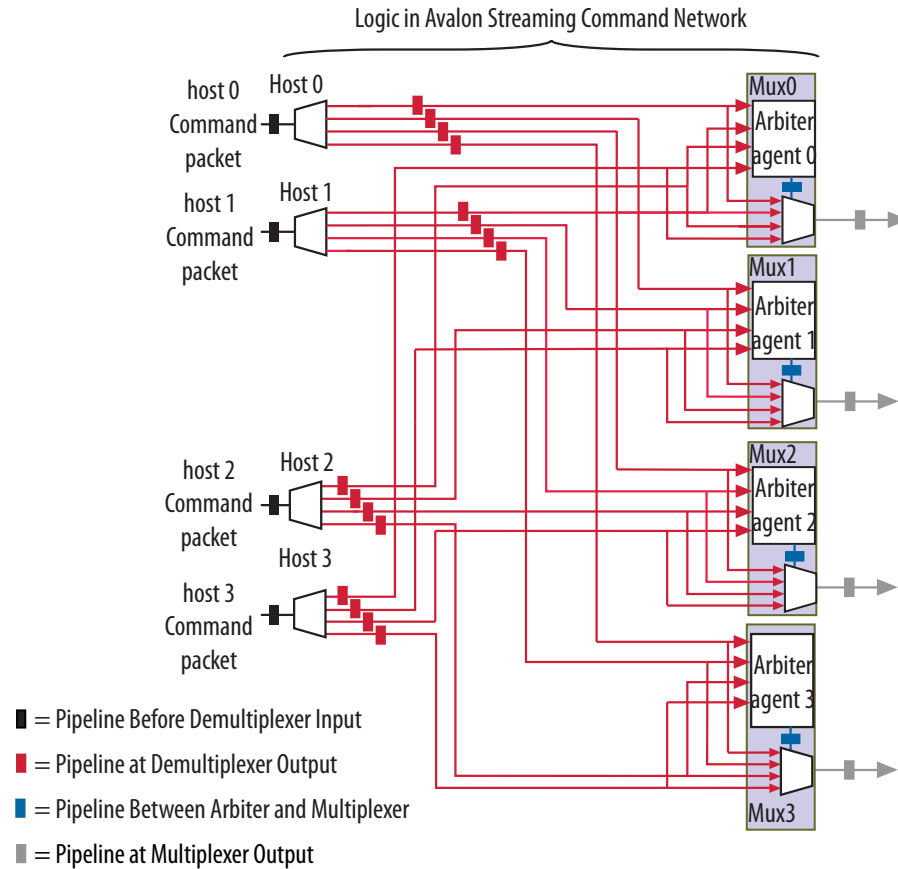 Logic in Avalon Streaming Command Network
host 0
Command
packet
Host 0
host 1
Command
packet
Host 1
host 2
Command
packet
Host 2
host 3
Command
packet
Host 3
Mux0
Arbiter
agent 0
Mux1
Arbiter
agent 1
Mux2
Arbiter
agent 2
Arbiter
agent 3
Mux3
= Pipeline Before Demultiplexer Input
= Pipeline at Demultiplexer Output
= Pipeline Between Arbiter and Multiplexer
= Pipeline at Multiplexer Output